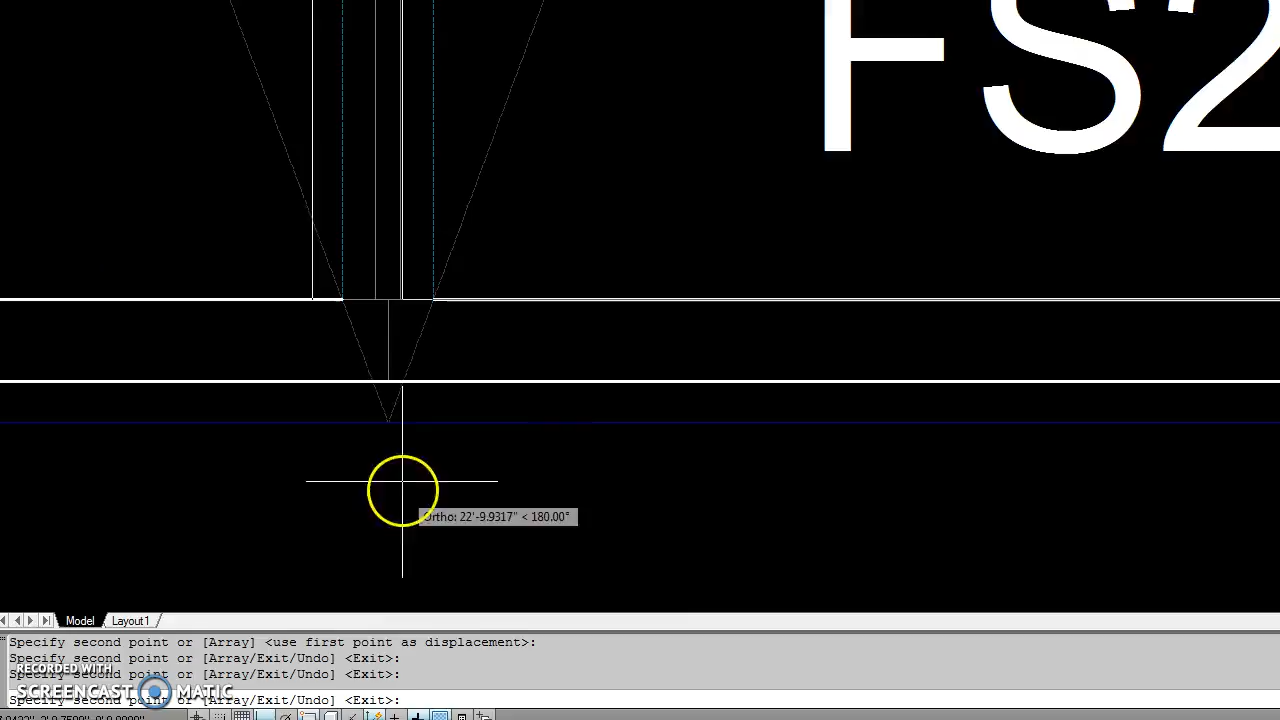 FS2
Ortho: 22'-9.9317" < 180.00°
Model Layout1
Specify second point or [Array] <use first point as displacement>:
Specify second point or [Array/Exit/Undo] <Exit>:
Specify second point or [Array/Exit/Undo] <Exit>:
RECORDED WITH
SCREENCAST MATIC
Specify second point or [Array/Exit/Undo] <Exit>: